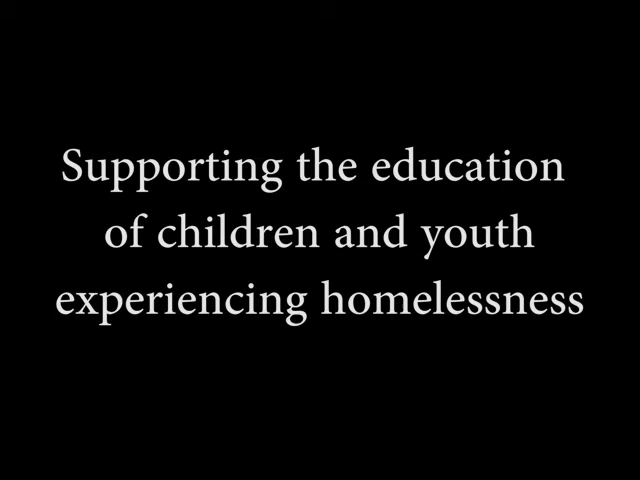 Supporting the education
of children and youth
experiencing homelessness